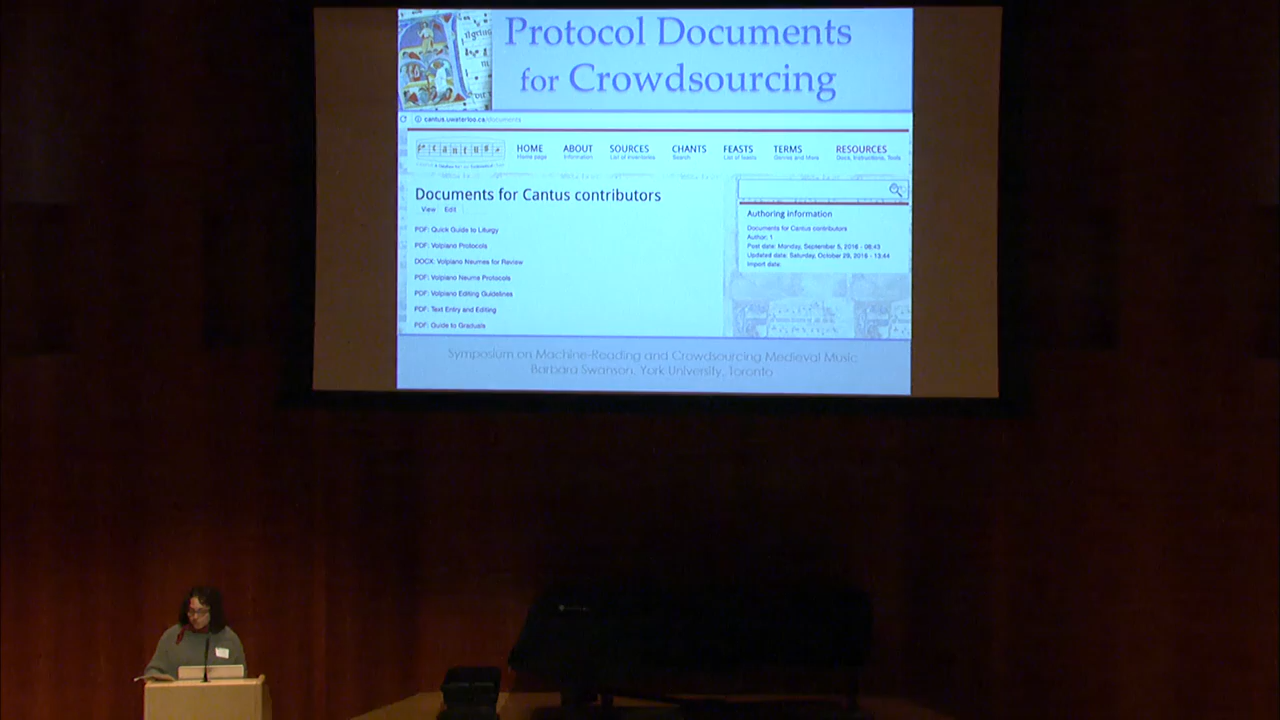 Protocol Documents
for Crowdsourcing
cantus.uwaterloo.ca/documents
cantus
HOME ABOUT SOURCES CHANTS FEASTS TERMS RESOURCES
Home page Information List of inventories Search List of feasts Genres and More Docs, Instructions, Tools
Documents for Cantus contributors
View Edit
PDF: Quick Guide to Liturgy
PDF: Volpiano Protocols
DOCX: Volpiano Neumes for Review
PDF: Volpiano Neume Protocols
PDF: Volpiano Editing Guidelines
PDF: Text Entry and Editing
PDF: Guide to Graduals
Authoring information
Documents for Cantus contributors
Author: 1
Post date: Monday, September 5, 2016 - 06:43
Updated date: Saturday, October 29, 2016 - 13:44
Import date:
Symposium on Machine-Reading and Crowdsourcing Medieval Music
Barbara Swanson, York University, Toronto